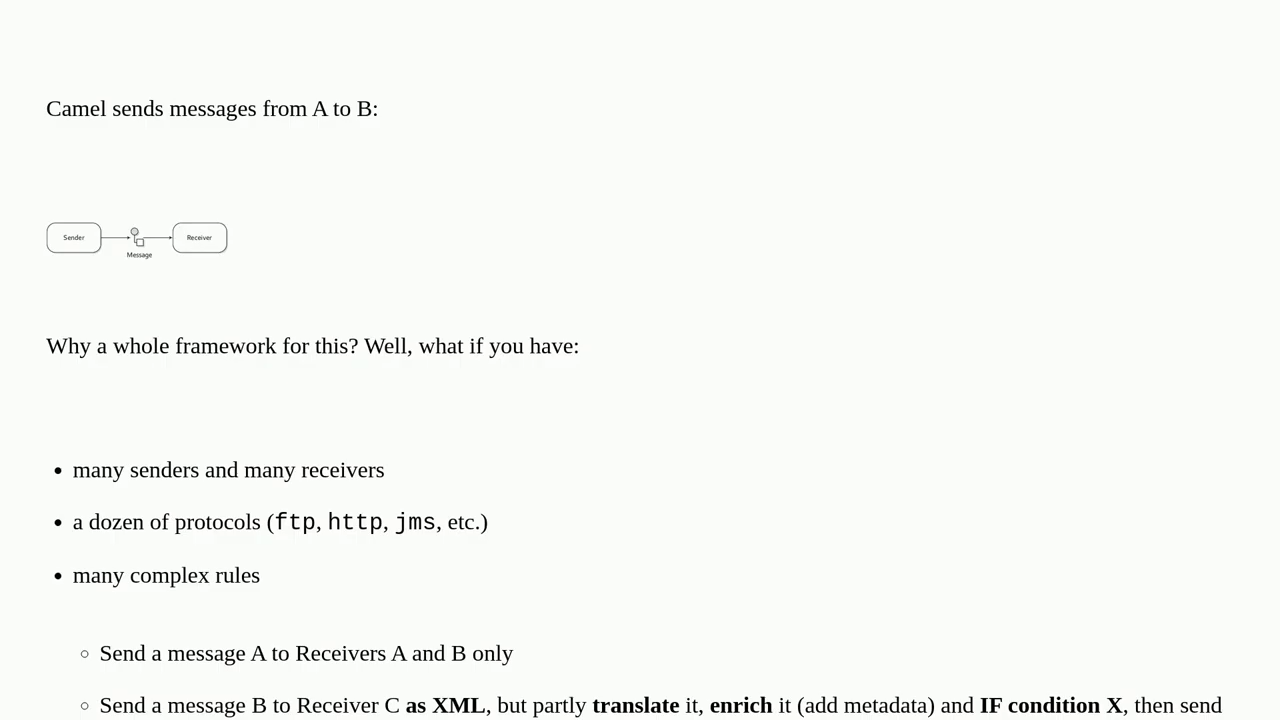 Camel sends messages from A to B:
Sender
Receiver
Message
Why a whole framework for this? Well, what if you have:
• many senders and many receivers
• a dozen of protocols (ftp, http, jms, etc.)
• many complex rules
◦ Send a message A to Receivers A and B only
◦ Send a message B to Receiver C as XML, but partly translate it, enrich it (add metadata) and IF condition X, then send